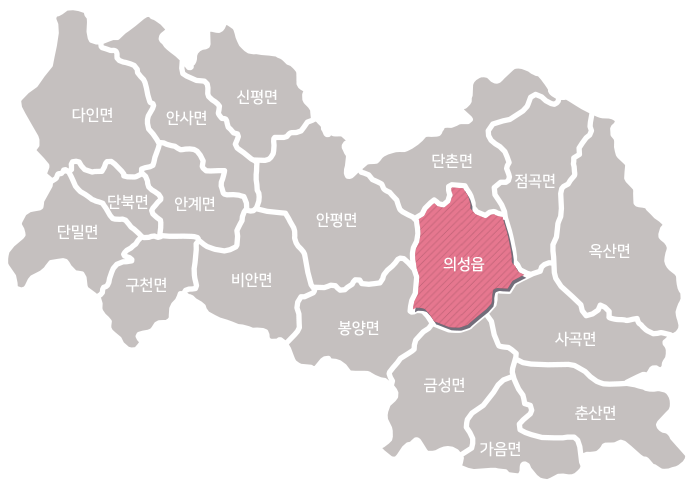 신평면
다인면
안사면
단촌면
점곡면
단북면
안계면
안평면
단밀면
옥산면
의성읍
비안면
구천면
봉양면
사곡면
금성면
춘산면
가음면